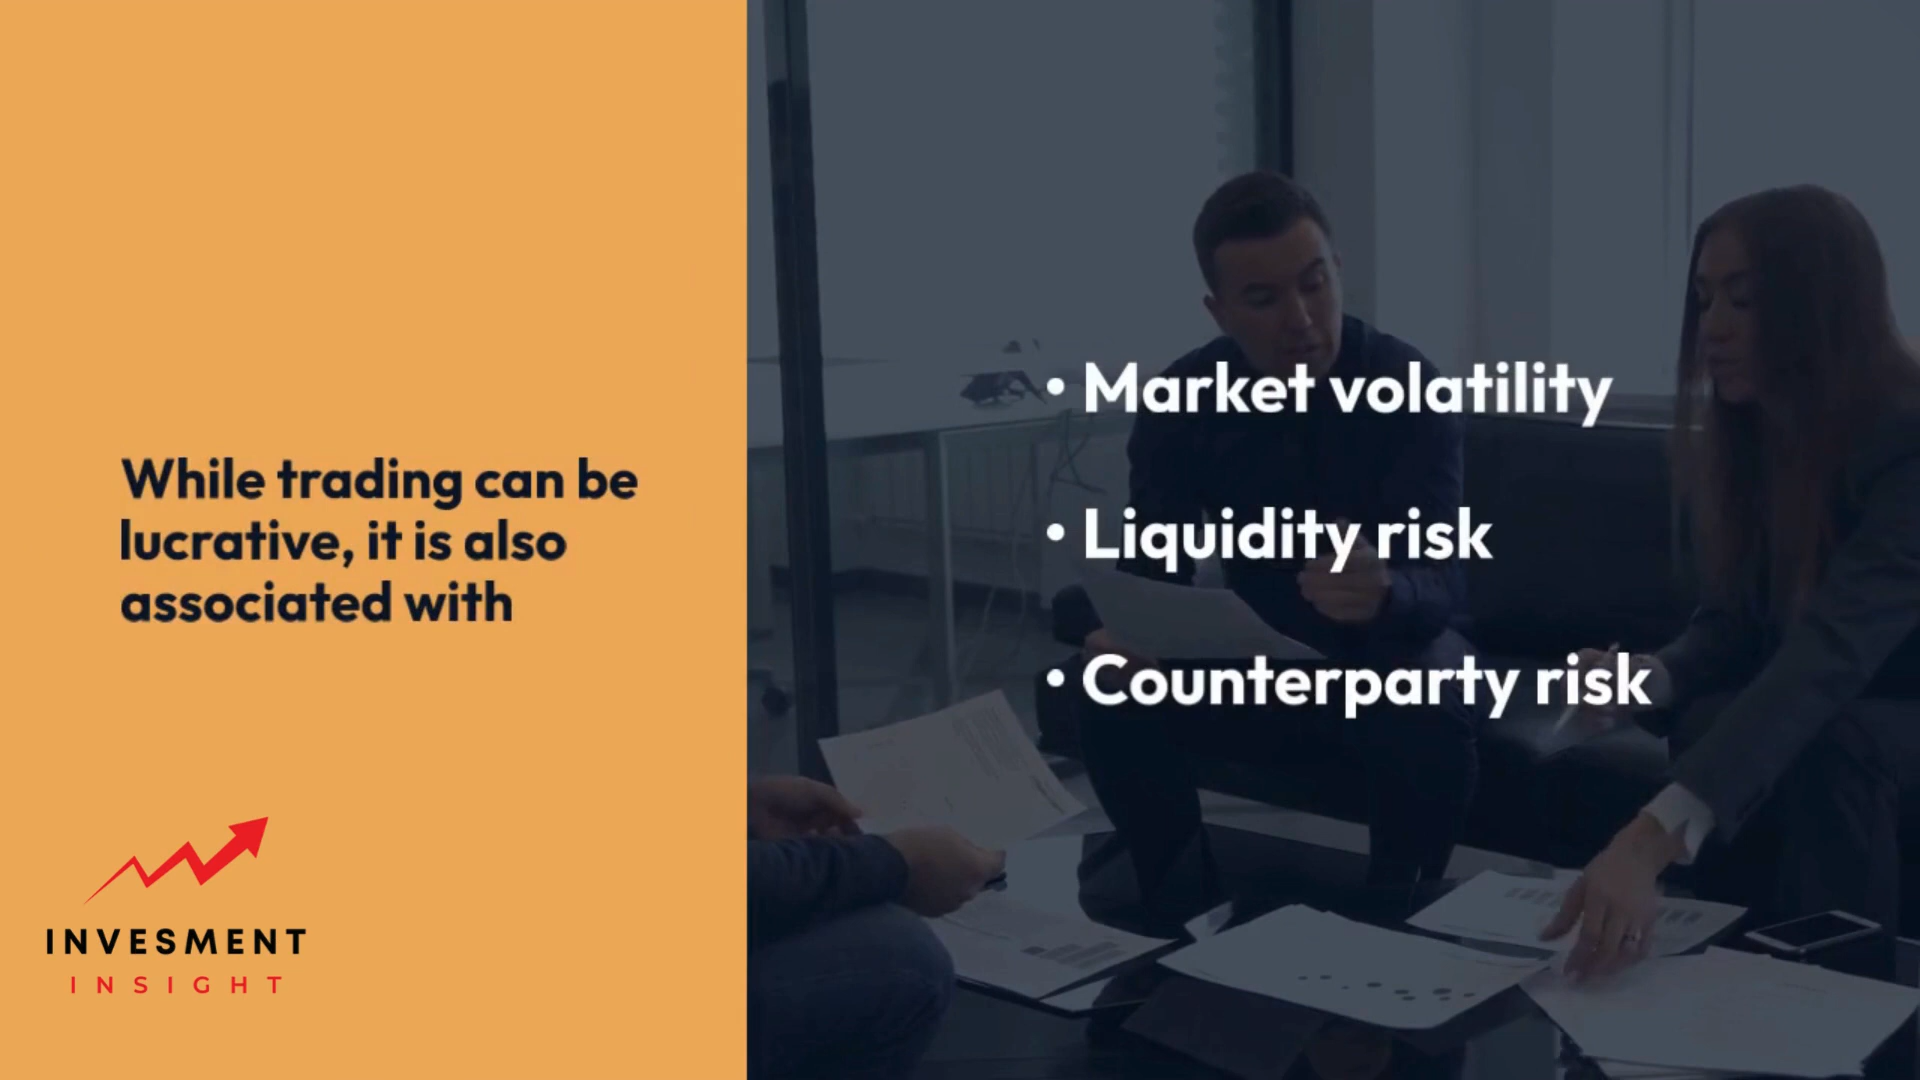 While trading can be
lucrative, it is also
associated with
• Market volatility
• Liquidity risk
• Counterparty risk
INVESMENT
INSIGHT